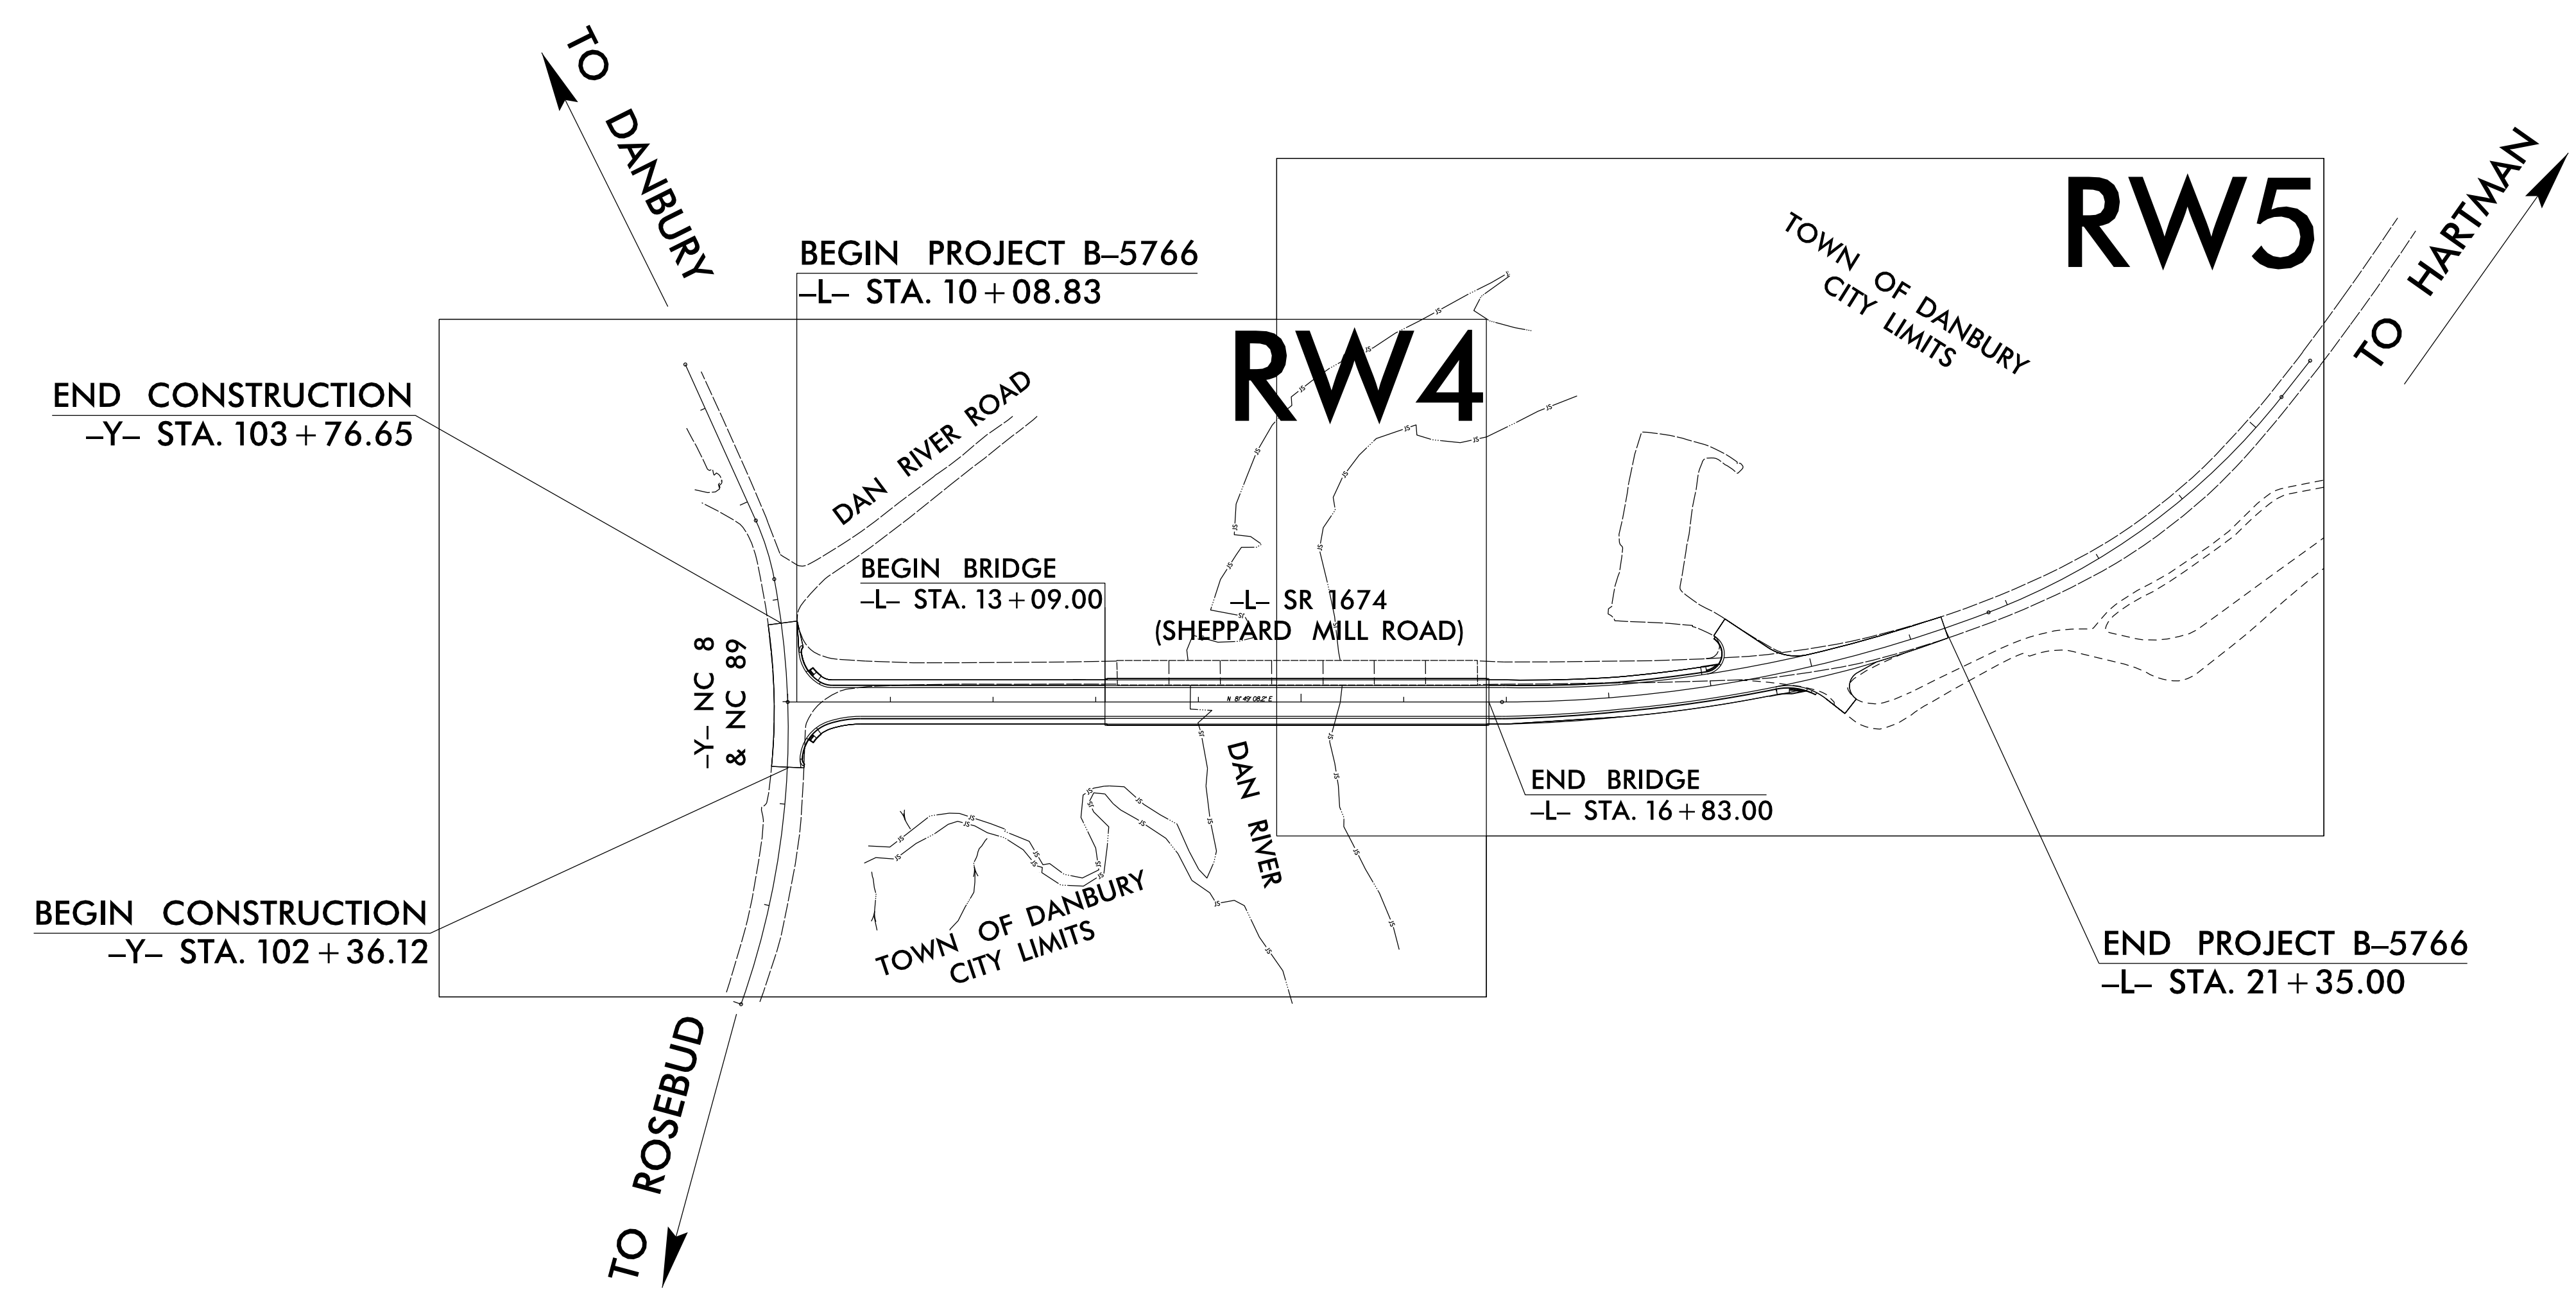 TO DANBURY
BEGIN PROJECT B–5766
–L– STA. 10+08.83
RW5
TOWN OF DANBURY
CITY LIMITS
TO HARTMAN
RW4
END CONSTRUCTION
–Y– STA. 103+76.65
DAN RIVER ROAD
BEGIN BRIDGE
–L– STA. 13+09.00
–L– SR 1674
(SHEPPARD MILL ROAD)
–Y– NC 8
& NC 89
DAN RIVER
END BRIDGE
–L– STA. 16+83.00
TOWN OF DANBURY
CITY LIMITS
BEGIN CONSTRUCTION
–Y– STA. 102+36.12
END PROJECT B–5766
–L– STA. 21+35.00
TO ROSEBUD